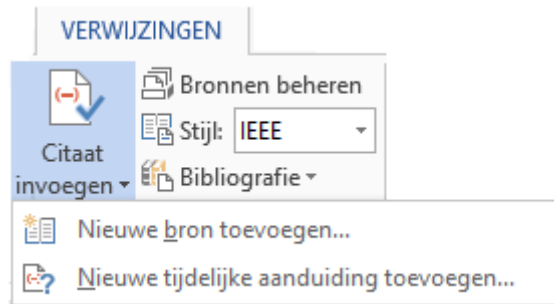 VERWIJZINGEN
Citaat
invoegen
Bronnen beheren
Stijl: IEEE
Bibliografie
Nieuwe bron toevoegen...
Nieuwe tijdelijke aanduiding toevoegen...